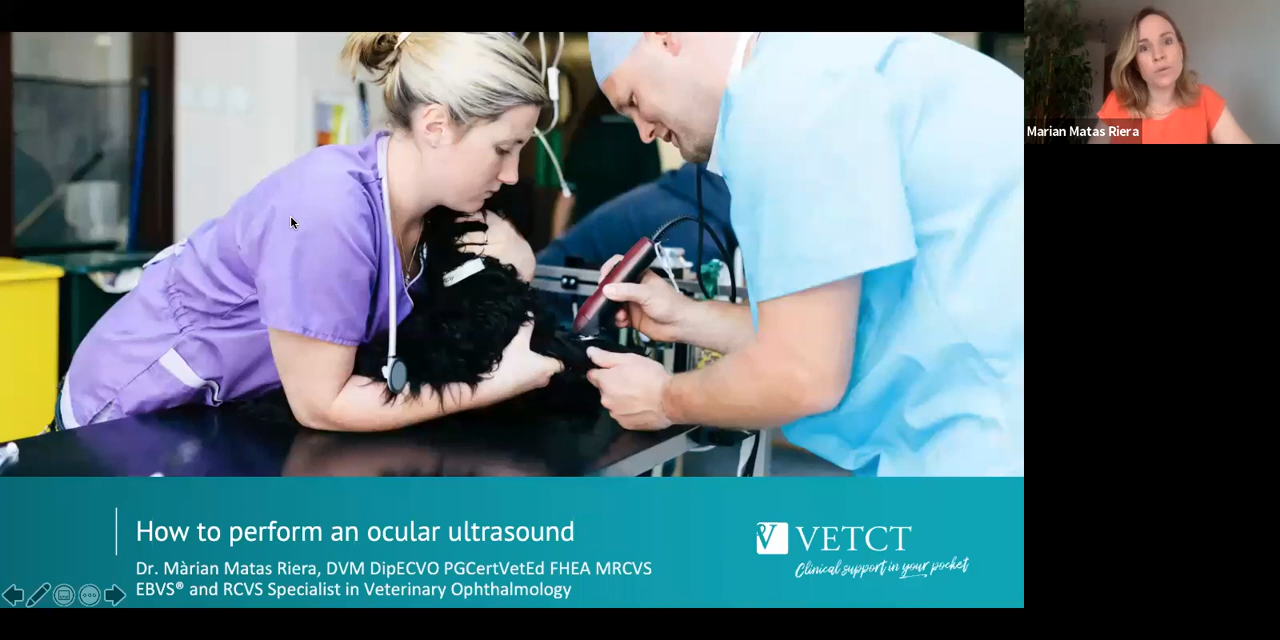 Marian Matas Riera
How to perform an ocular ultrasound
Dr. Màrian Matas Riera, DVM DipECVO PGCertVetEd FHEA MRCVS
EBVS® and RCVS Specialist in Veterinary Ophthalmology
VETCT
Clinical support in your pocket